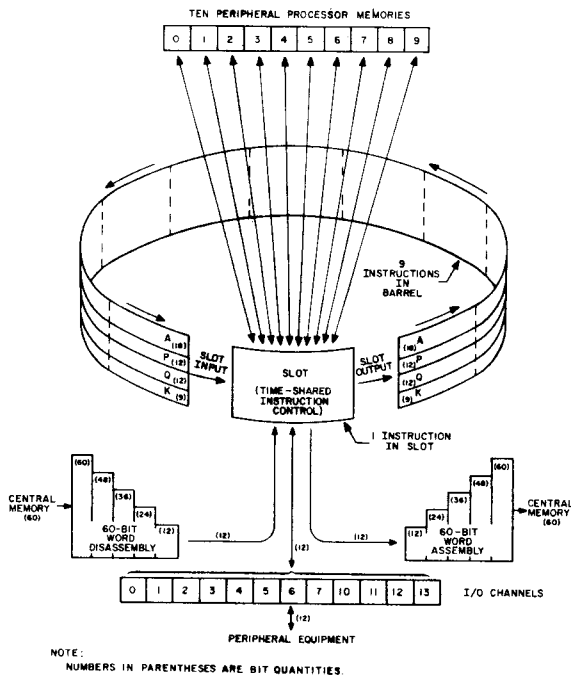 TEN PERIPHERAL PROCESSOR MEMORIES
0 1 2 3 4 5 6 7 8 9
9
INSTRUCTIONS
IN
BARREL
A (18)
P (12)
Q (12)
K (9)
SLOT
INPUT
SLOT
(TIME-SHARED
INSTRUCTION
CONTROL)
SLOT
OUTPUT
(18) A
(12) P
(12) Q
(9) K
1 INSTRUCTION
IN SLOT
CENTRAL
MEMORY
(60)
(60)
(48)
(36)
(24)
(12)
60-BIT
WORD
DISASSEMBLY
(12)
(12)
(12)
(12)
(24)
(36)
(48)
(60)
60-BIT
WORD
ASSEMBLY
CENTRAL
MEMORY
(60)
0 1 2 3 4 5 6 7 10 11 12 13
I/O CHANNELS
(12)
PERIPHERAL EQUIPMENT
NOTE:
NUMBERS IN PARENTHESES ARE BIT QUANTITIES.